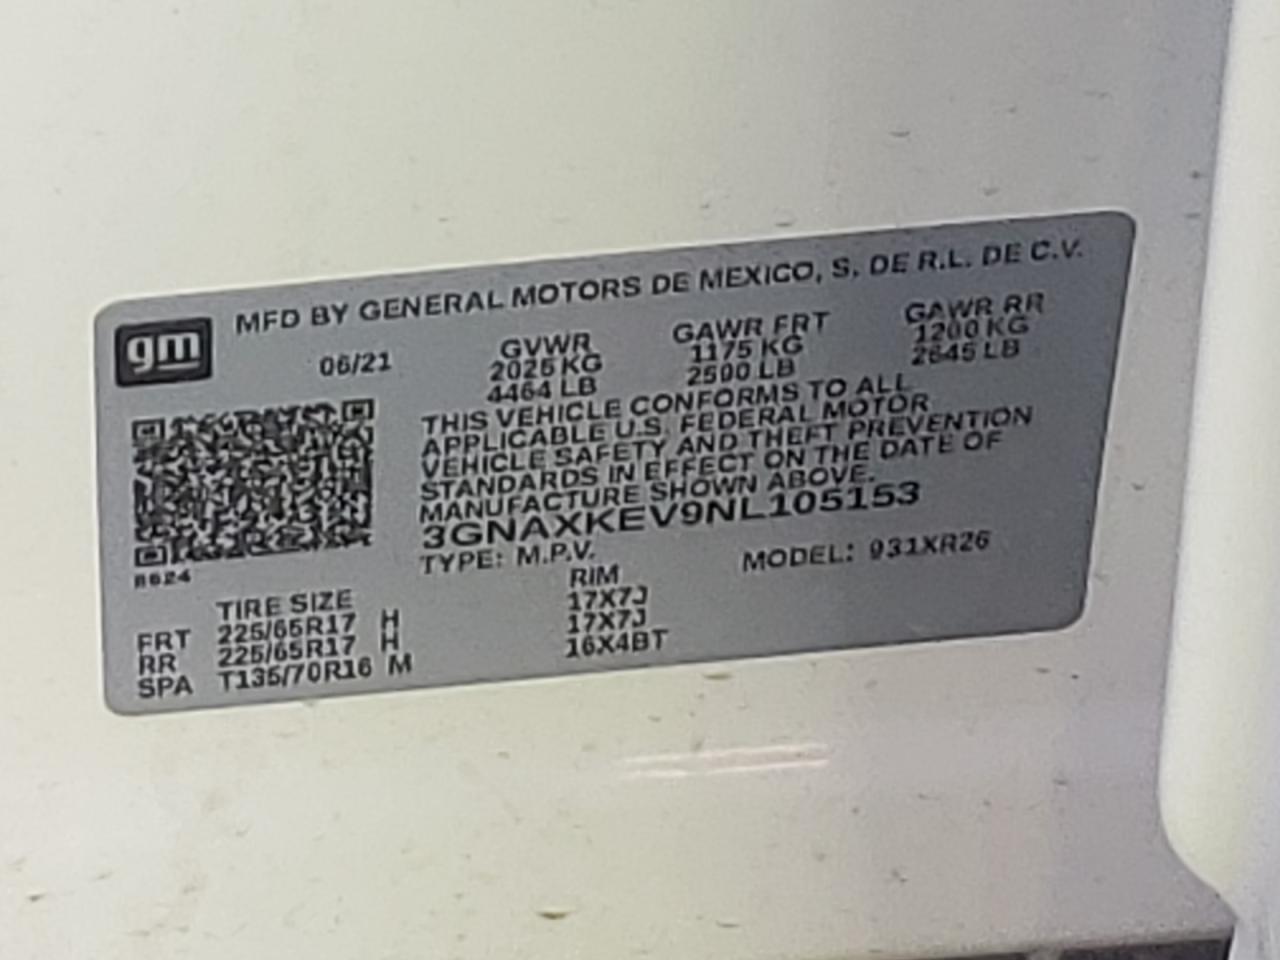 MFD BY GENERAL MOTORS DE MEXICO, S. DE R.L. DE C.V.
gm
06/21 GVWR GAWR FRT GAWR RR
2025 KG 1175 KG 1200 KG
4464 LB 2590 LB 2645 LB
THIS VEHICLE CONFORMS TO ALL
APPLICABLE U.S. FEDERAL MOTOR
VEHICLE SAFETY AND THEFT PREVENTION
STANDARDS IN EFFECT ON THE DATE OF
MANUFACTURE SHOWN ABOVE.
3GNAXKEV9NL105153
TYPE: M.P.V. MODEL: 931XR26
TIRE SIZE RIM
FRT 225/65R17 H 17X7J
RR 225/65R17 H 17X7J
SPA T135/70R16 M 16X4BT